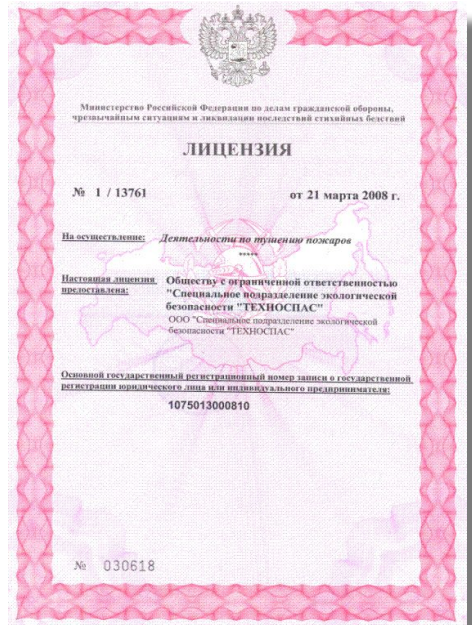 Министерство Российской Федерации по делам гражданской обороны,
чрезвычайным ситуациям и ликвидации последствий стихийных бедствий
ЛИЦЕНЗИЯ
№ 1 / 13761 от 21 марта 2008 г.
На осуществление: Деятельности по тушению пожаров
*****
Настоящая лицензия предоставлена: Обществу с ограниченной ответственностью
"Специальное подразделение экологической
безопасности "ТЕХНОСПАС"
ООО "Специальное подразделение экологической
безопасности "ТЕХНОСПАС"
Основной государственный регистрационный номер записи о государственной
регистрации юридического лица или индивидуального предпринимателя:
1075013000810
№ 030618